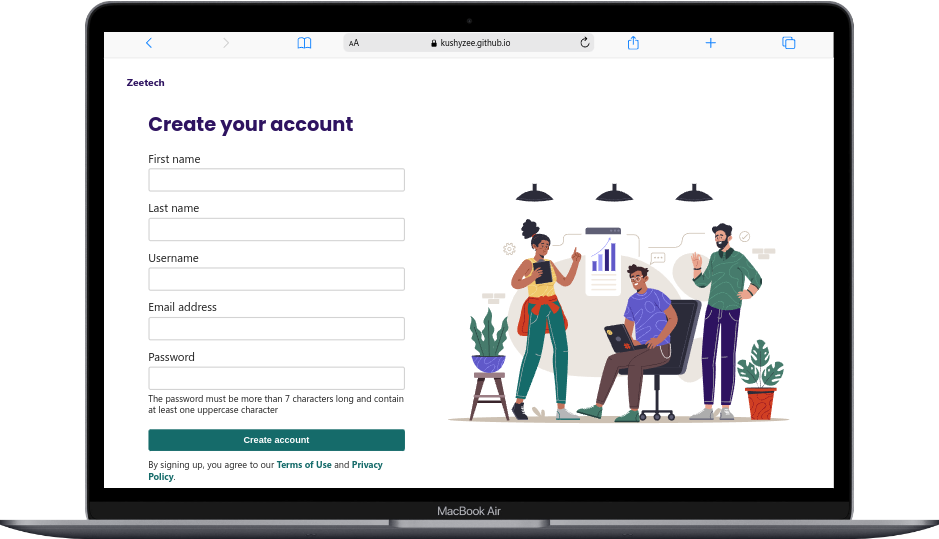 AA
kushyzee.github.io
Zeetech
Create your account
First name
Last name
Username
Email address
Password
The password must be more than 7 characters long and contain
at least one uppercase character
Create account
By signing up, you agree to our Terms of Use and Privacy
Policy.
MacBook Air